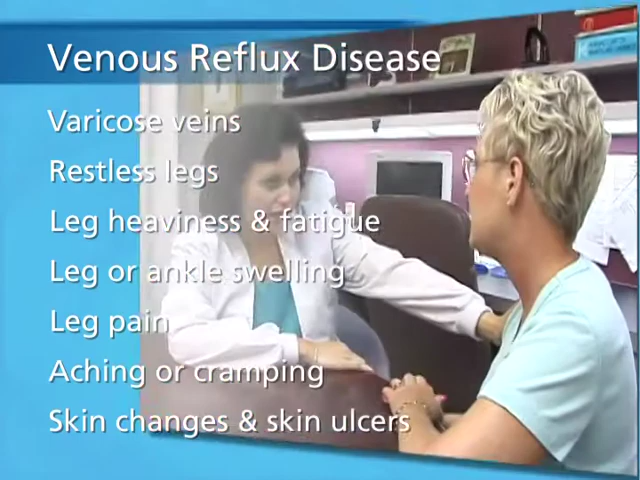 Venous Reflux Disease
Varicose veins
Restless legs
Leg heaviness & fatigue
Leg or ankle swelling
Leg pain
Aching or cramping
Skin changes & skin ulcers